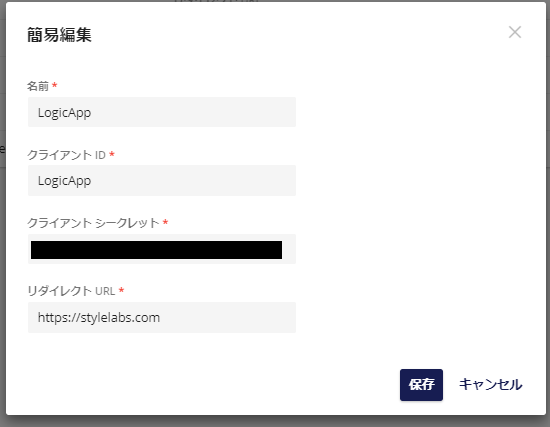 簡易編集
名前 *
LogicApp
クライアント ID *
LogicApp
クライアント シークレット *
リダイレクト URL *
https://stylelabs.com
保存 キャンセル